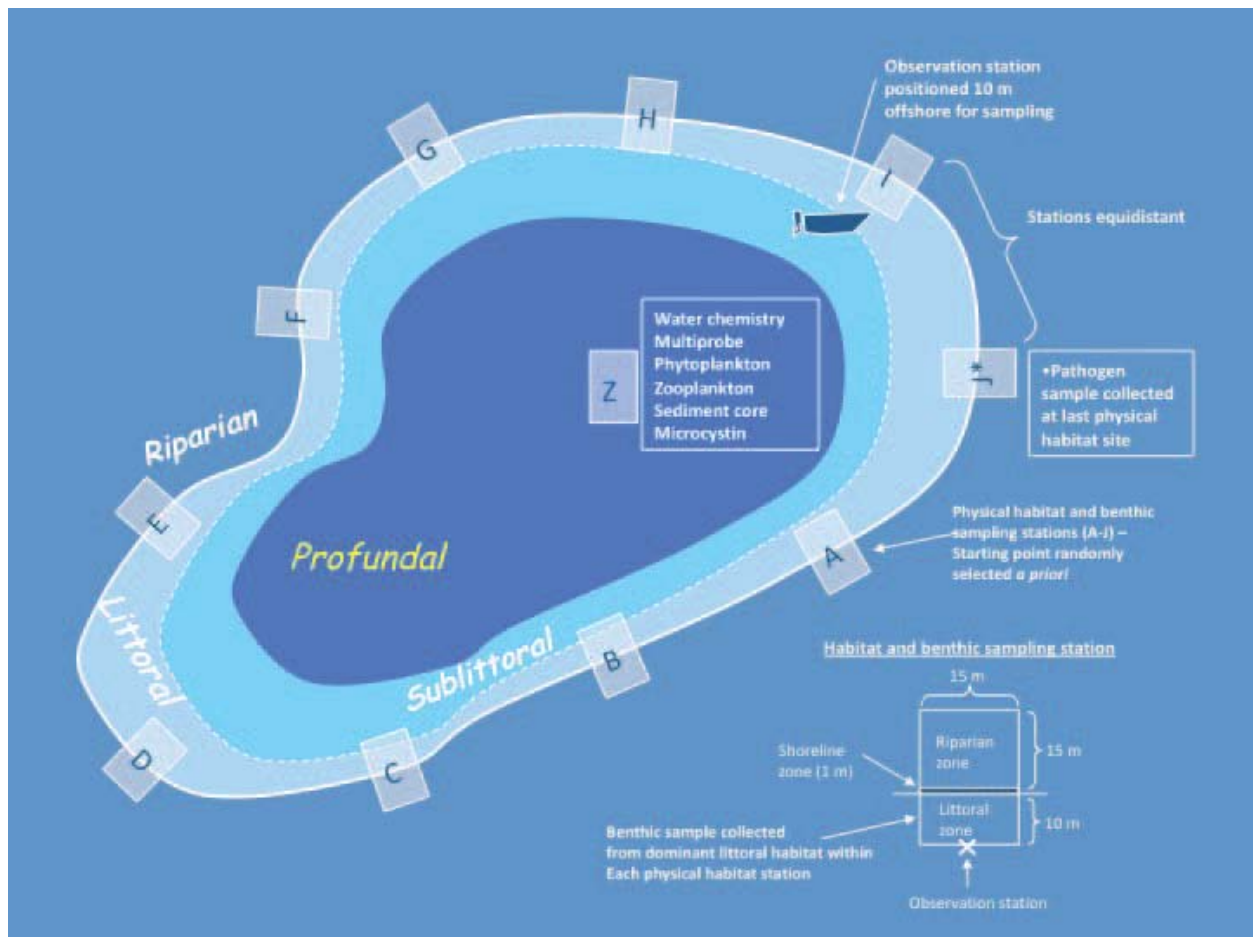 Observation station
positioned 10 m
offshore for sampling
H
G
I
Stations equidistant
F
Water chemistry
Multiprobe
Phytoplankton
Zooplankton
Sediment core
Microcystin
Z
J*
•Pathogen
sample collected
at last physical
habitat site
Riparian
E
Physical habitat and benthic
sampling stations (A-J) –
Starting point randomly
selected a priori
A
Profundal
Littoral
Sublittoral
B
C
D
Habitat and benthic sampling station
15 m
Riparian
zone
15 m
Shoreline
zone (1 m)
Littoral
zone
10 m
Benthic sample collected
from dominant littoral habitat within
Each physical habitat station
Observation station